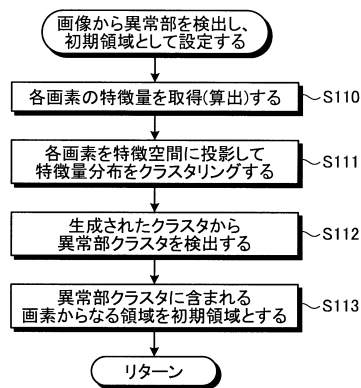 画像から異常部を検出し、
初期領域として設定する
各画素の特徴量を取得(算出)する
S110
各画素を特徴空間に投影して
特徴量分布をクラスタリングする
S111
生成されたクラスタから
異常部クラスタを検出する
S112
異常部クラスタに含まれる
画素からなる領域を初期領域とする
S113
リターン